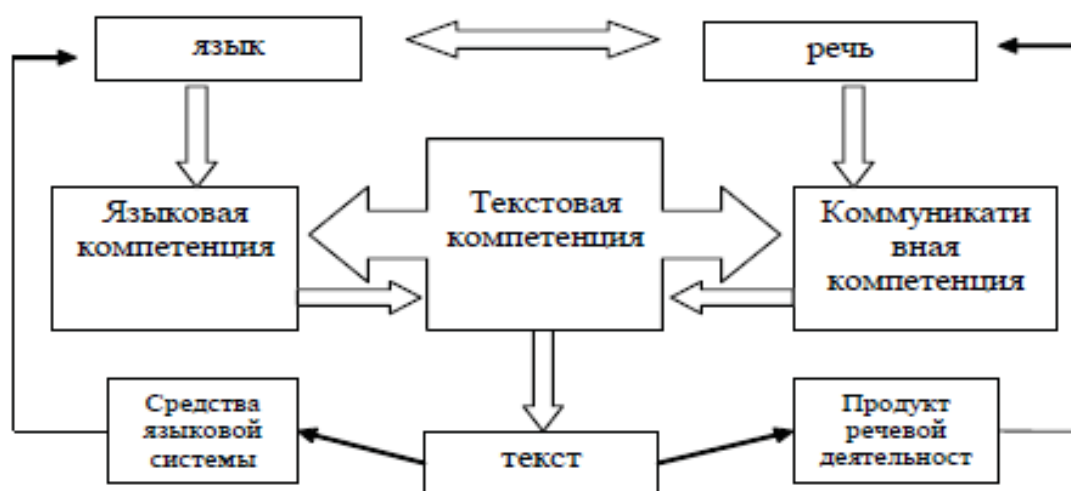 язык
речь
Языковая
компетенция
Текстовая
компетенция
Коммуникати
вная
компетенция
Средства
языковой
системы
текст
Продукт
речевой
деятельност